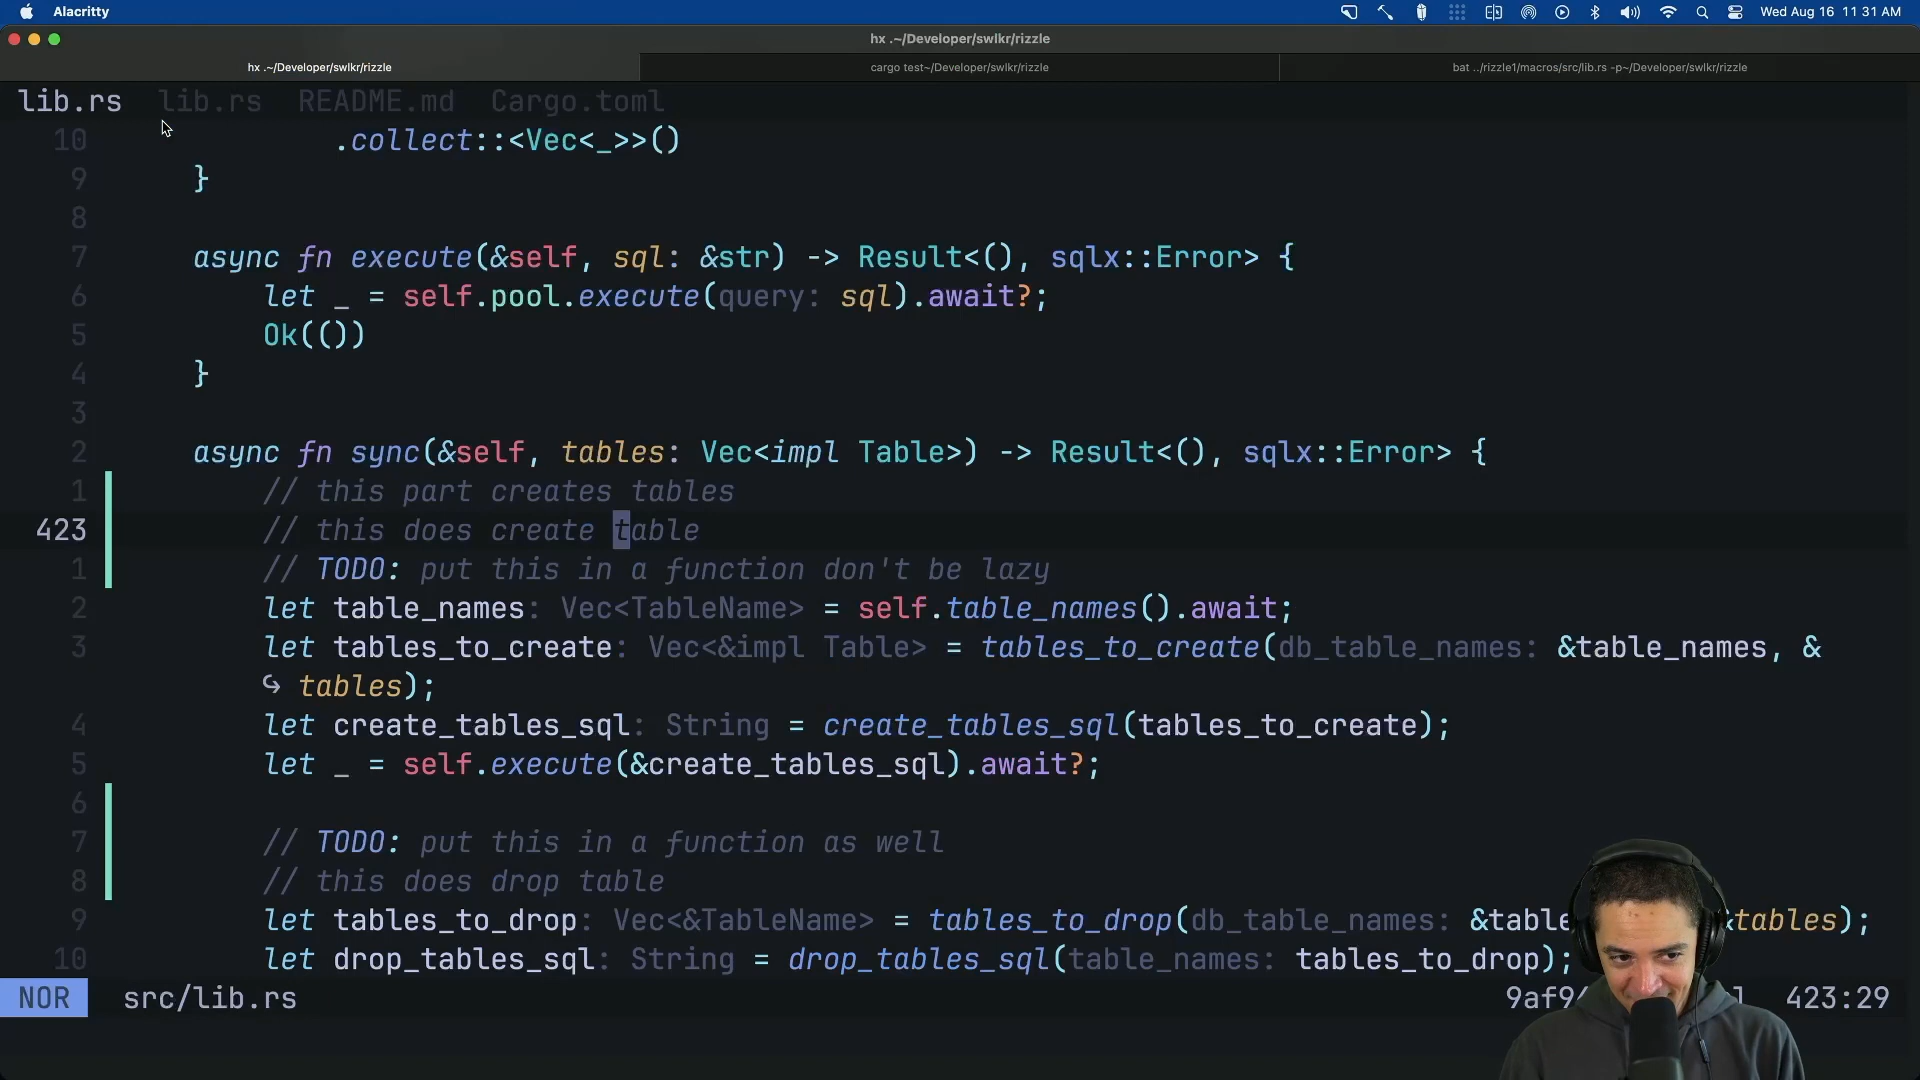 Alacritty
Wed Aug 16 11 31 AM
hx .~/Developer/swlkr/rizzle
hx .~/Developer/swlkr/rizzle
cargo test~/Developer/swlkr/rizzle
bat ../rizzle1/macros/src/lib.rs -p~/Developer/swlkr/rizzle
lib.rs lib.rs README.md Cargo.toml
10 .collect::<Vec<_>>()
9 }
8
7 async fn execute(&self, sql: &str) -> Result<(), sqlx::Error> {
6 let _ = self.pool.execute(query: sql).await?;
5 Ok(())
4 }
3
2 async fn sync(&self, tables: Vec<impl Table>) -> Result<(), sqlx::Error> {
1 // this part creates tables
423 // this does create table
1 // TODO: put this in a function don't be lazy
2 let table_names: Vec<TableName> = self.table_names().await;
3 let tables_to_create: Vec<&impl Table> = tables_to_create(db_table_names: &table_names, &
↪ tables);
4 let create_tables_sql: String = create_tables_sql(tables_to_create);
5 let _ = self.execute(&create_tables_sql).await?;
6
7 // TODO: put this in a function as well
8 // this does drop table
9 let tables_to_drop: Vec<&TableName> = tables_to_drop(db_table_names: &table &tables);
10 let drop_tables_sql: String = drop_tables_sql(table_names: tables_to_drop);
NOR src/lib.rs 423:29